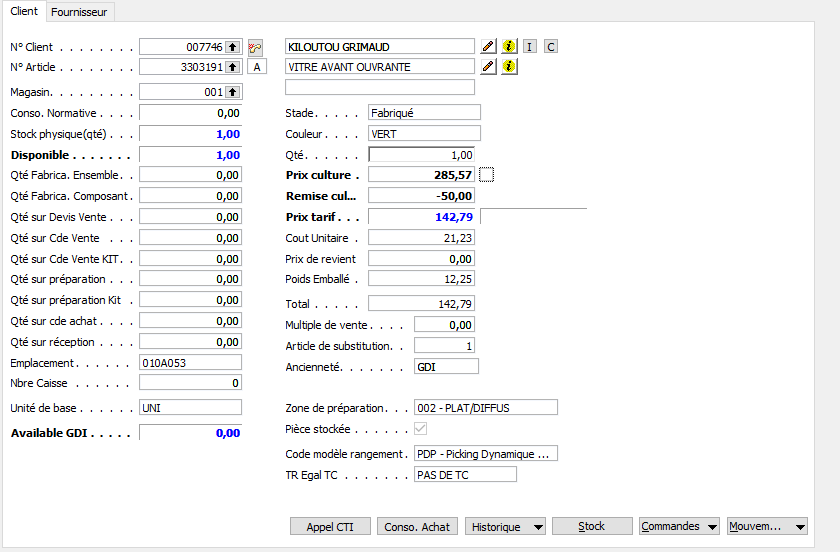 Client Fournisseur
N° Client . . . . . . . . 007746 KILOUTOU GRIMAUD I C
N° Article . . . . . . . . 3303191 A VITRE AVANT OUVRANTE
Magasin. . . . . . . . . 001
Conso. Normative . . . . 0,00 Stade. . . . . Fabriqué
Stock physique(qté) . . . 1,00 Couleur . . . . VERT
Disponible . . . . . . . 1,00 Qté. . . . . . 1,00
Qté Fabrica. Ensemble. . 0,00 Prix culture . 285,57
Qté Fabrica. Composant . 0,00 Remise cul... -50,00
Qté sur Devis Vente . . . 0,00 Prix tarif . . . 142,79
Qté sur Cde Vente . . . 0,00 Cout Unitaire . 21,23
Qté sur Cde Vente KIT. . 0,00 Prix de revient 0,00
Qté sur préparation . . . 0,00 Poids Emballé . 12,25
Qté sur préparation Kit . 0,00 Total . . . . . 142,79
Qté sur cde achat . . . . 0,00 Multiple de vente . . . . 0,00
Qté sur réception . . . . 0,00 Article de substitution. . 1
Emplacement . . . . . . 010A053 Ancienneté. . . . . . . GDI
Nbre Caisse . . . . . . 0
Unité de base . . . . . . UNI Zone de préparation. . . 002 - PLAT/DIFFUS
Available GDI . . . . . 0,00 Pièce stockée . . . . . .
Code modèle rangement . PDP - Picking Dynamique ...
TR Egal TC . . . . . . . PAS DE TC
Appel CTI Conso. Achat Historique Stock Commandes Mouvem...